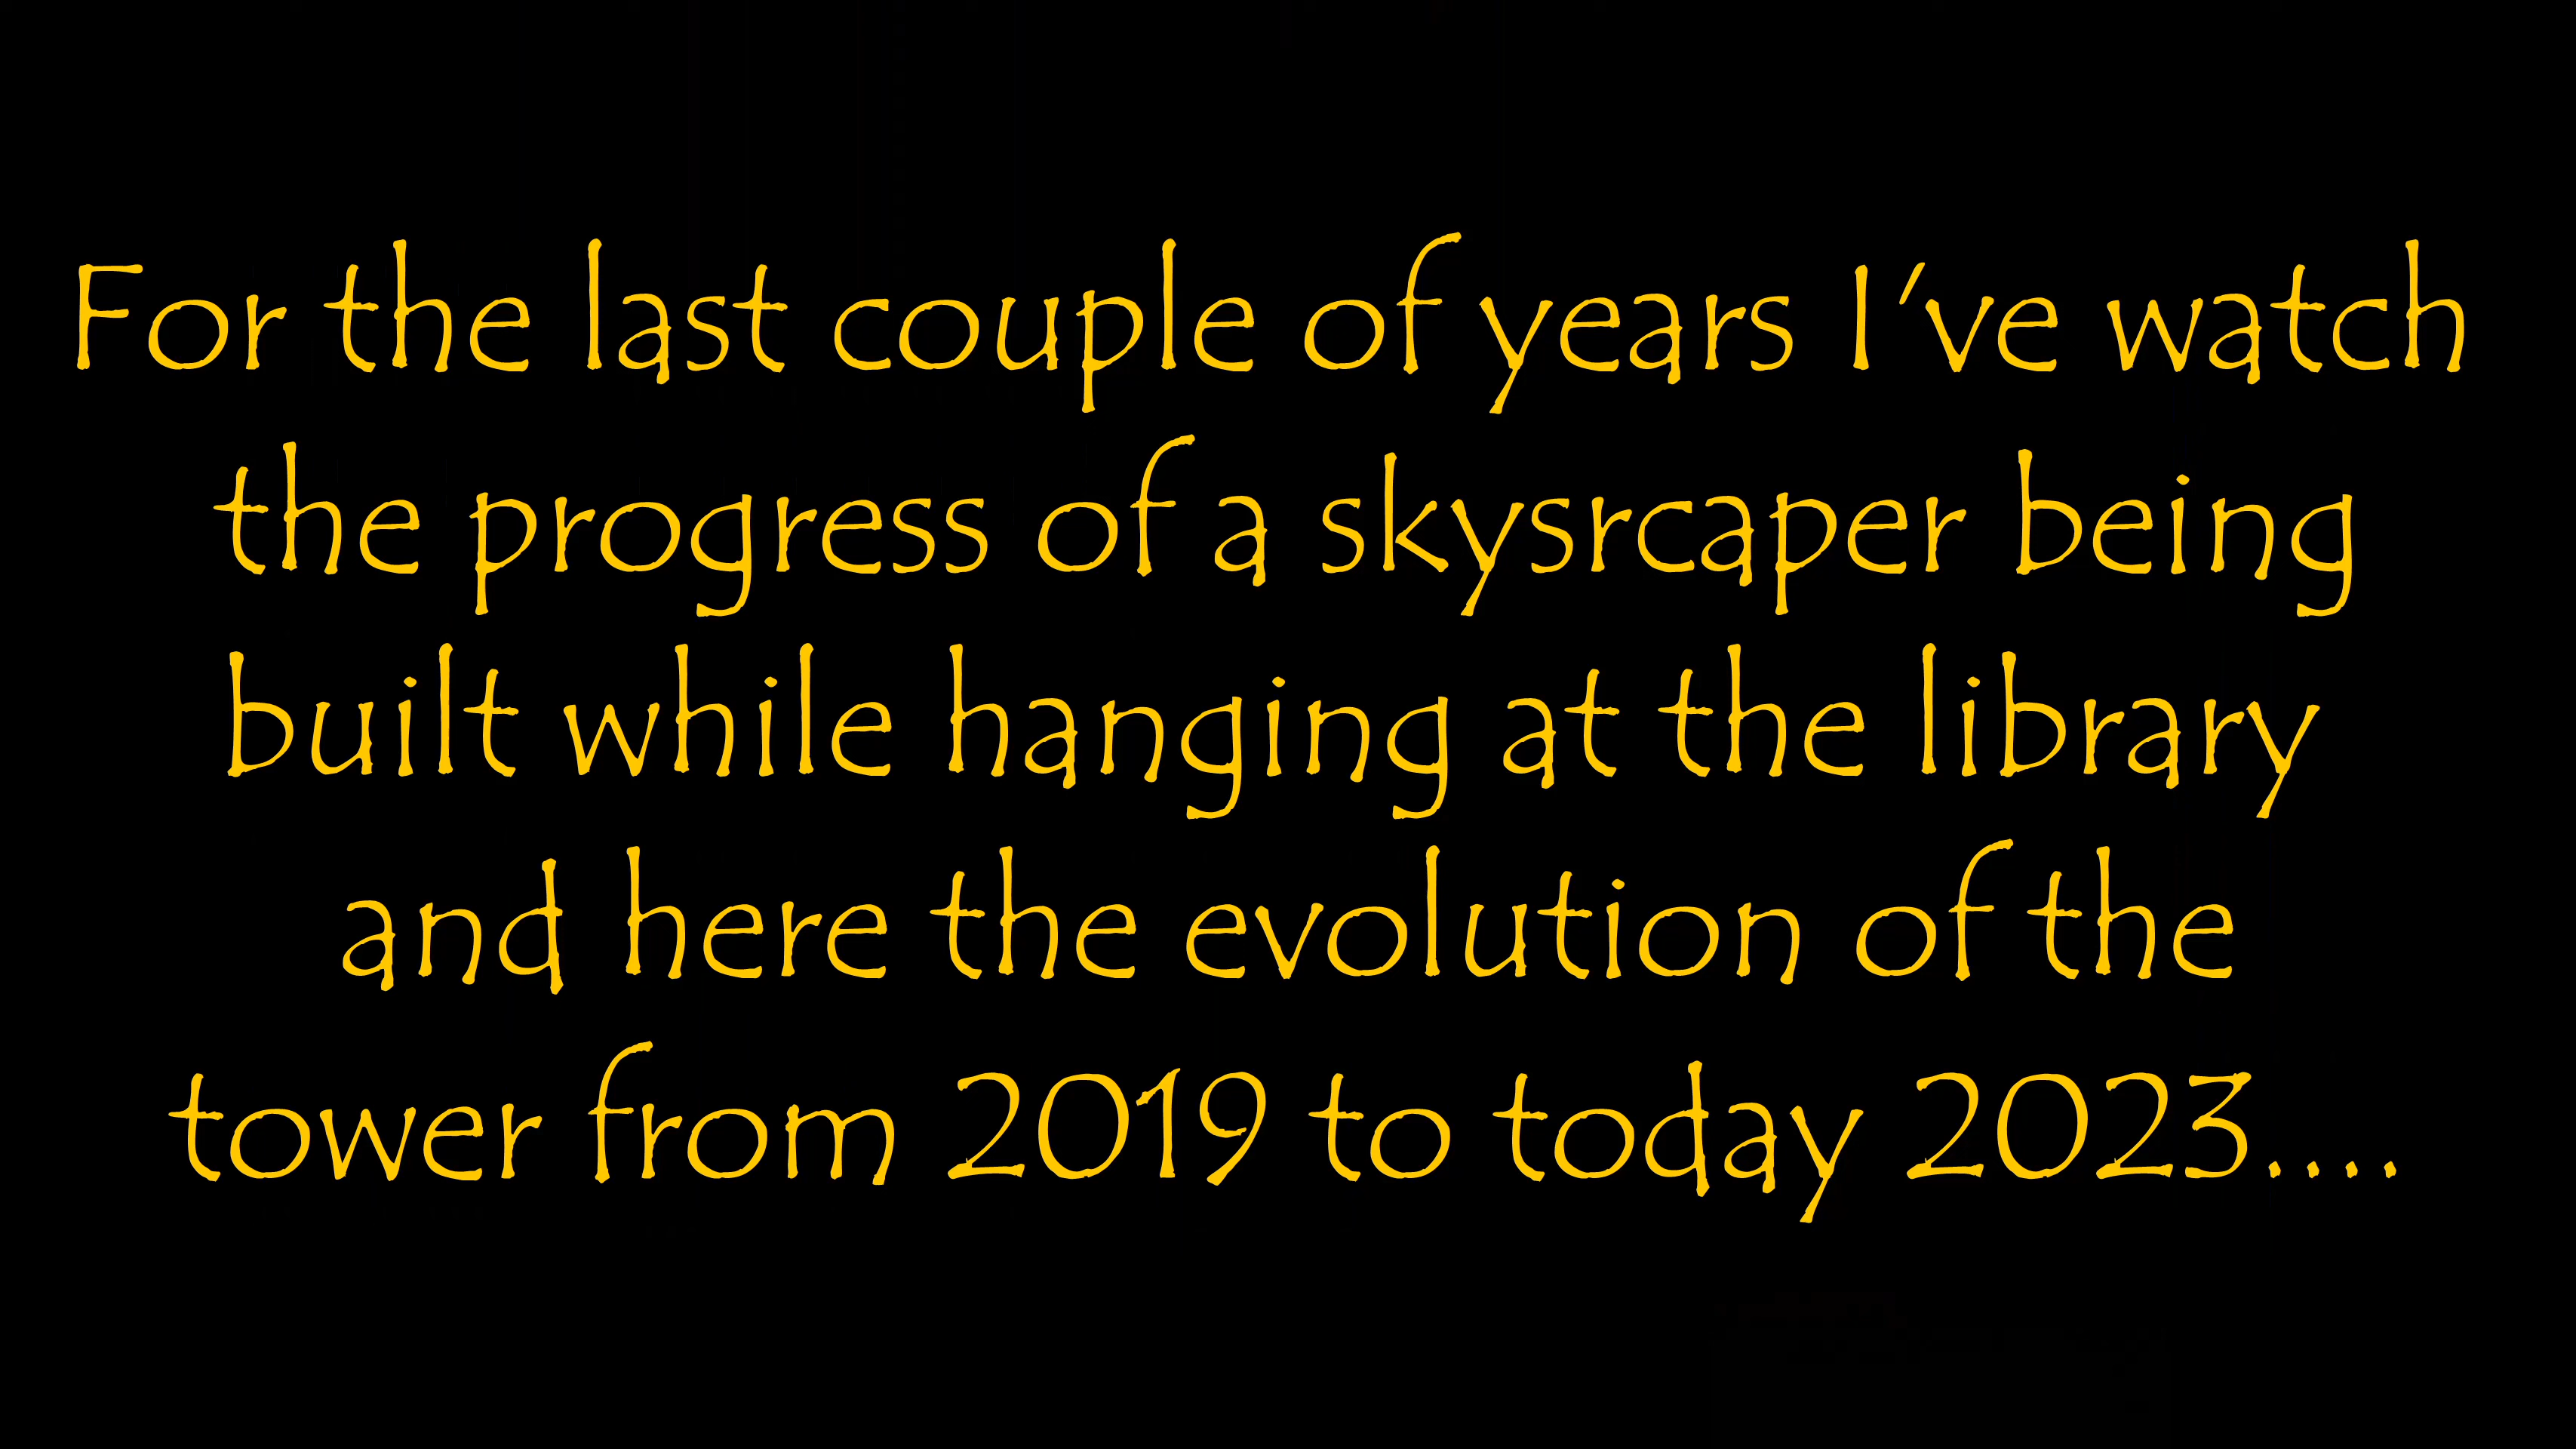 For the last couple of years I've watch
the progress of a skysrcaper being
built while hanging at the library
and here the evolution of the
tower from 2019 to today 2023....